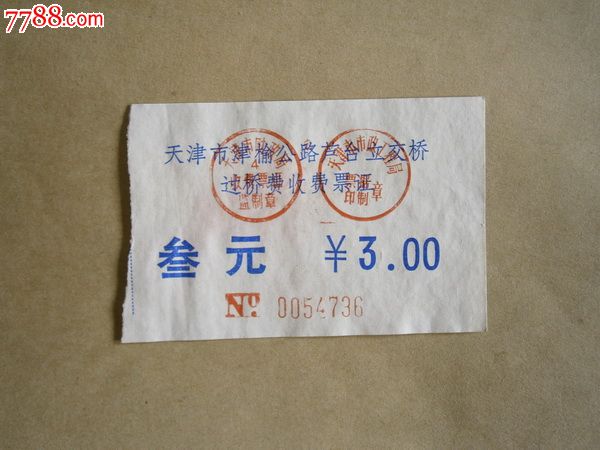 7788.com
天津市津榆公路芦台立交桥
过桥费收费票证
叁元 ¥3.00
No. 0054736